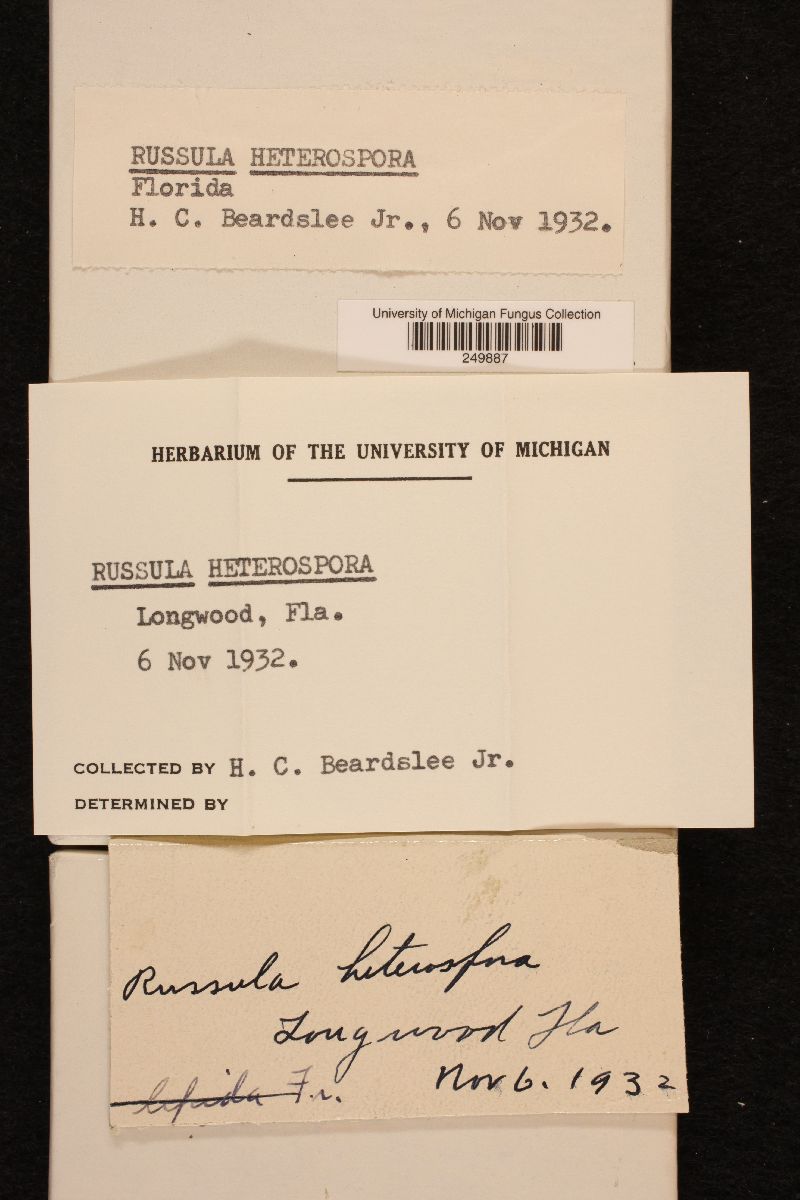 RUSSULA HETEROSPORA
Florida
H. C. Beardslee Jr., 6 Nov 1932.
University of Michigan Fungus Collection
249887
HERBARIUM OF THE UNIVERSITY OF MICHIGAN
RUSSULA HETEROSPORA
Longwood, Fla.
6 Nov 1932.
COLLECTED BY H. C. Beardslee Jr.
DETERMINED BY
Russula heterospora
Longwood Fla
Nov 6. 1932
lepida Fr.